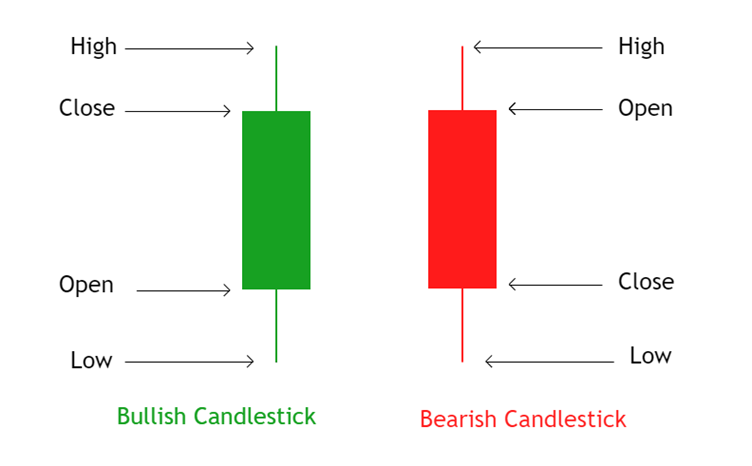 High
Close
Open
Low
Bullish Candlestick
High
Open
Close
Low
Bearish Candlestick